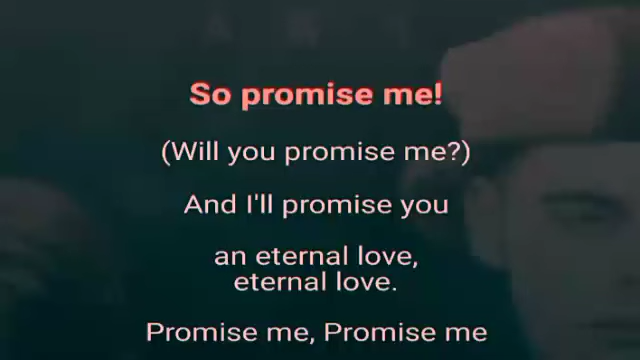 So promise me!
(Will you promise me?)
And I'll promise you
an eternal love,
eternal love.
Promise me, Promise me